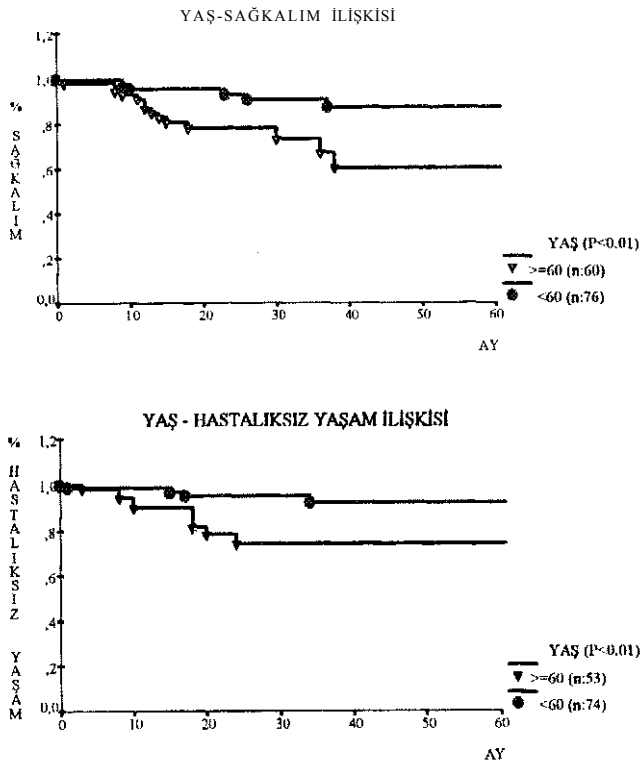 YAŞ-SAĞKALIM İLİŞKİSİ
1,2
1,0
,8
,6
,4
,2
0,0
% SAĞKALIM
0 10 20 30 40 50 60
AY
YAŞ (P<0.01)
>=60 (n:60)
<60 (n:76)
YAŞ - HASTALIKSIZ YAŞAM İLİŞKİSİ
1,2
1,0
,8
,6
,4
,2
0,0
% HASTALIKSIZ YAŞAM
0 10 20 30 40 50 60
AY
YAŞ (P<0.01)
>=60 (n:53)
<60 (n:74)